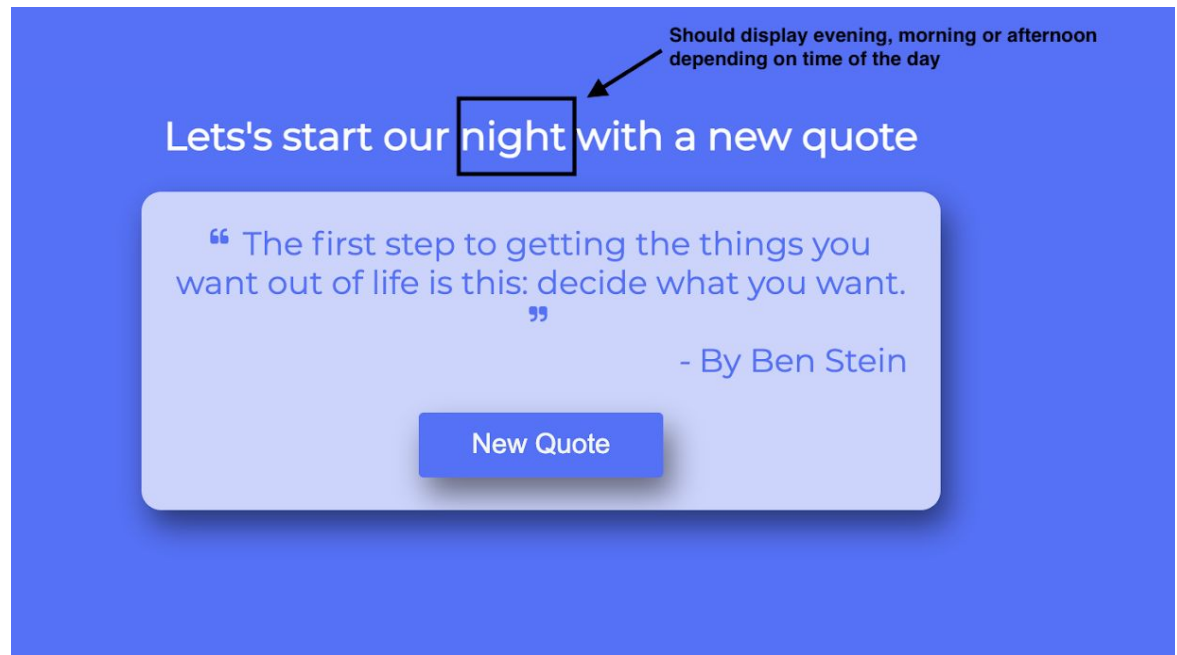 Should display evening, morning or afternoon
depending on time of the day
Lets's start our night with a new quote
“ The first step to getting the things you
want out of life is this: decide what you want.
”
- By Ben Stein
New Quote